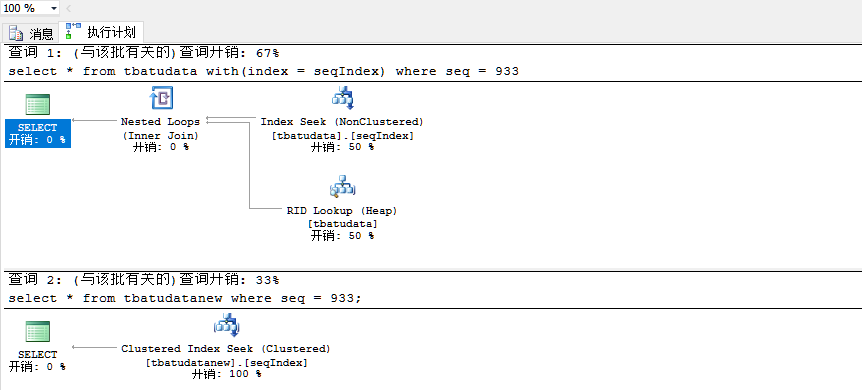 100 %
消息
执行计划
查询 1: (与该批有关的)查询开销: 67%
select * from tbatudata with(index = seqIndex) where seq = 933
SELECT
开销: 0 %
Nested Loops
(Inner Join)
开销: 0 %
Index Seek (NonClustered)
[tbatudata].[seqIndex]
开销: 50 %
RID Lookup (Heap)
[tbatudata]
开销: 50 %
查询 2: (与该批有关的)查询开销: 33%
select * from tbatudatanew where seq = 933;
SELECT
开销: 0 %
Clustered Index Seek (Clustered)
[tbatudatanew].[seqIndex]
开销: 100 %